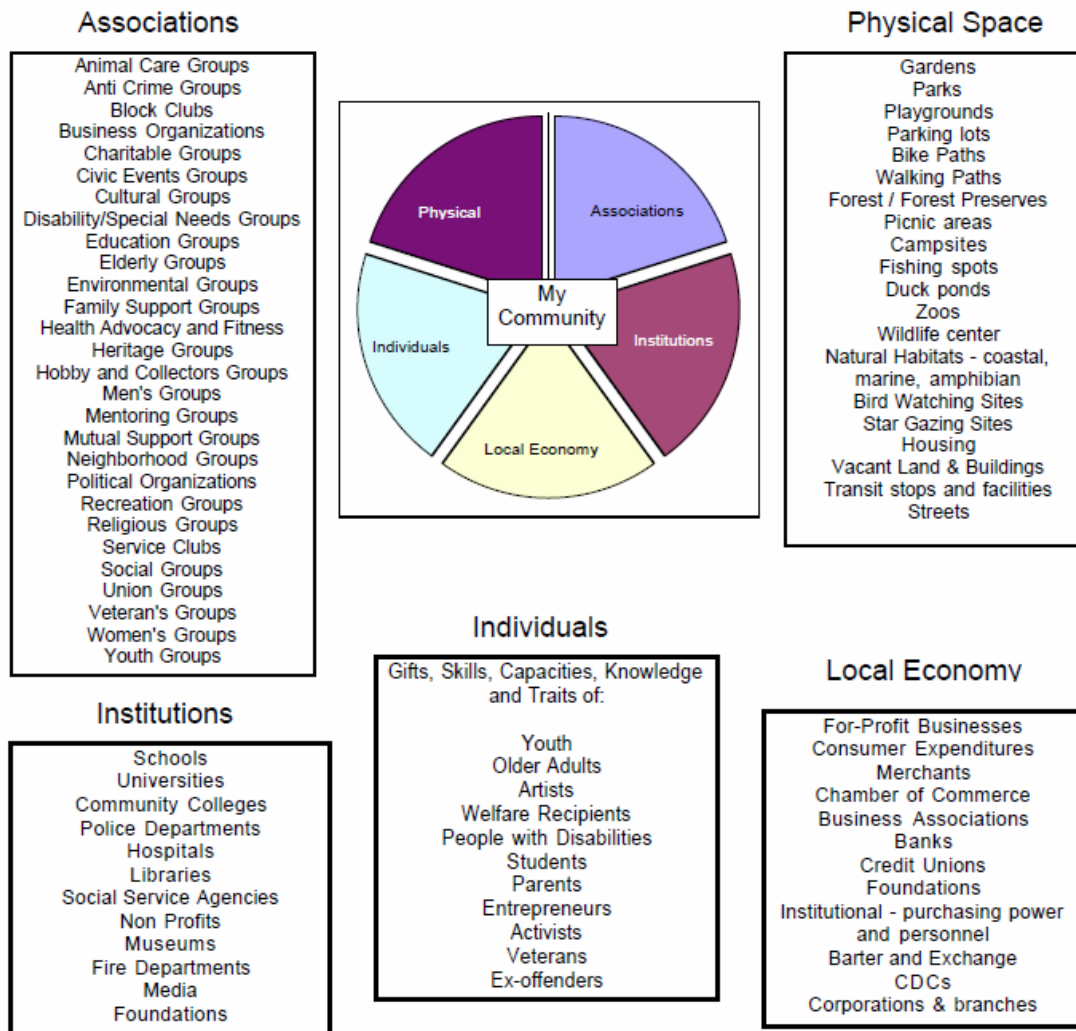 Associations
Animal Care Groups
Anti Crime Groups
Block Clubs
Business Organizations
Charitable Groups
Civic Events Groups
Cultural Groups
Disability/Special Needs Groups
Education Groups
Elderly Groups
Environmental Groups
Family Support Groups
Health Advocacy and Fitness
Heritage Groups
Hobby and Collectors Groups
Men's Groups
Mentoring Groups
Mutual Support Groups
Neighborhood Groups
Political Organizations
Recreation Groups
Religious Groups
Service Clubs
Social Groups
Union Groups
Veteran's Groups
Women's Groups
Youth Groups
Physical
Associations
My
Community
Individuals
Institutions
Local Economy
Physical Space
Gardens
Parks
Playgrounds
Parking lots
Bike Paths
Walking Paths
Forest / Forest Preserves
Picnic areas
Campsites
Fishing spots
Duck ponds
Zoos
Wildlife center
Natural Habitats - coastal,
marine, amphibian
Bird Watching Sites
Star Gazing Sites
Housing
Vacant Land & Buildings
Transit stops and facilities
Streets
Institutions
Schools
Universities
Community Colleges
Police Departments
Hospitals
Libraries
Social Service Agencies
Non Profits
Museums
Fire Departments
Media
Foundations
Individuals
Gifts, Skills, Capacities, Knowledge
and Traits of:
Youth
Older Adults
Artists
Welfare Recipients
People with Disabilities
Students
Parents
Entrepreneurs
Activists
Veterans
Ex-offenders
Local Economy
For-Profit Businesses
Consumer Expenditures
Merchants
Chamber of Commerce
Business Associations
Banks
Credit Unions
Foundations
Institutional - purchasing power
and personnel
Barter and Exchange
CDCs
Corporations & branches